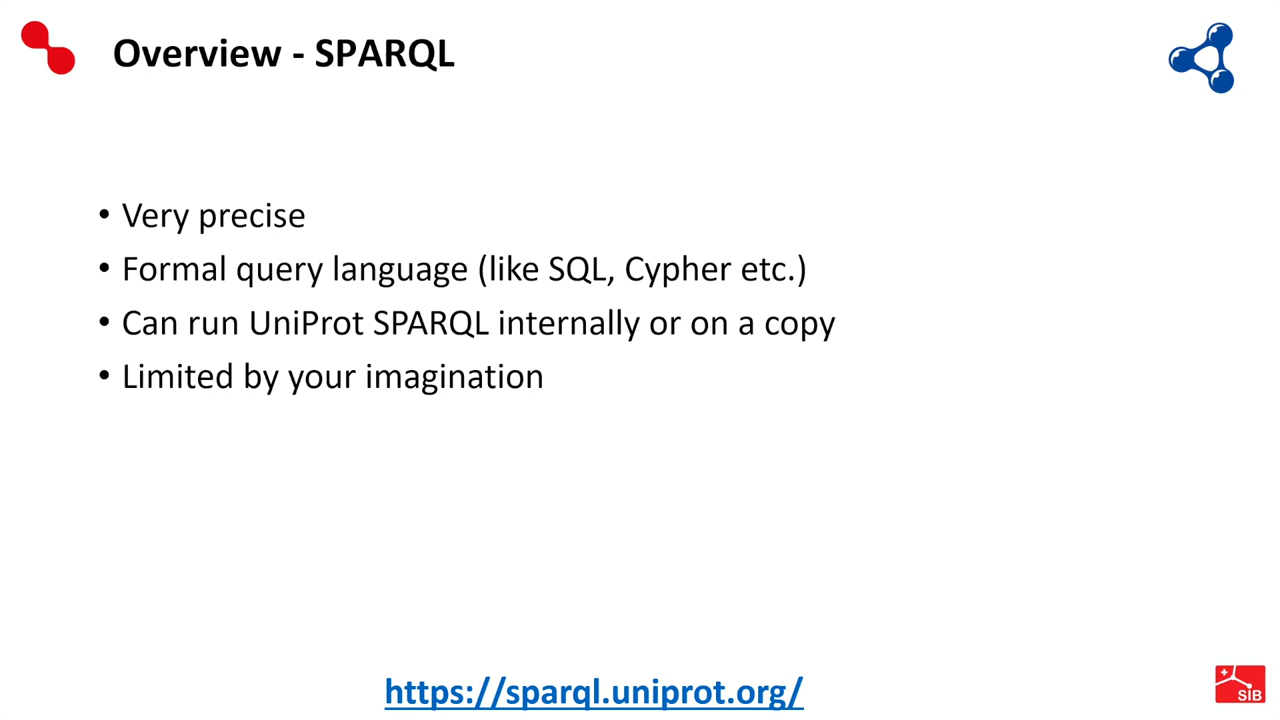 Overview - SPARQL
• Very precise
• Formal query language (like SQL, Cypher etc.)
• Can run UniProt SPARQL internally or on a copy
• Limited by your imagination
https://sparql.uniprot.org/
SIB